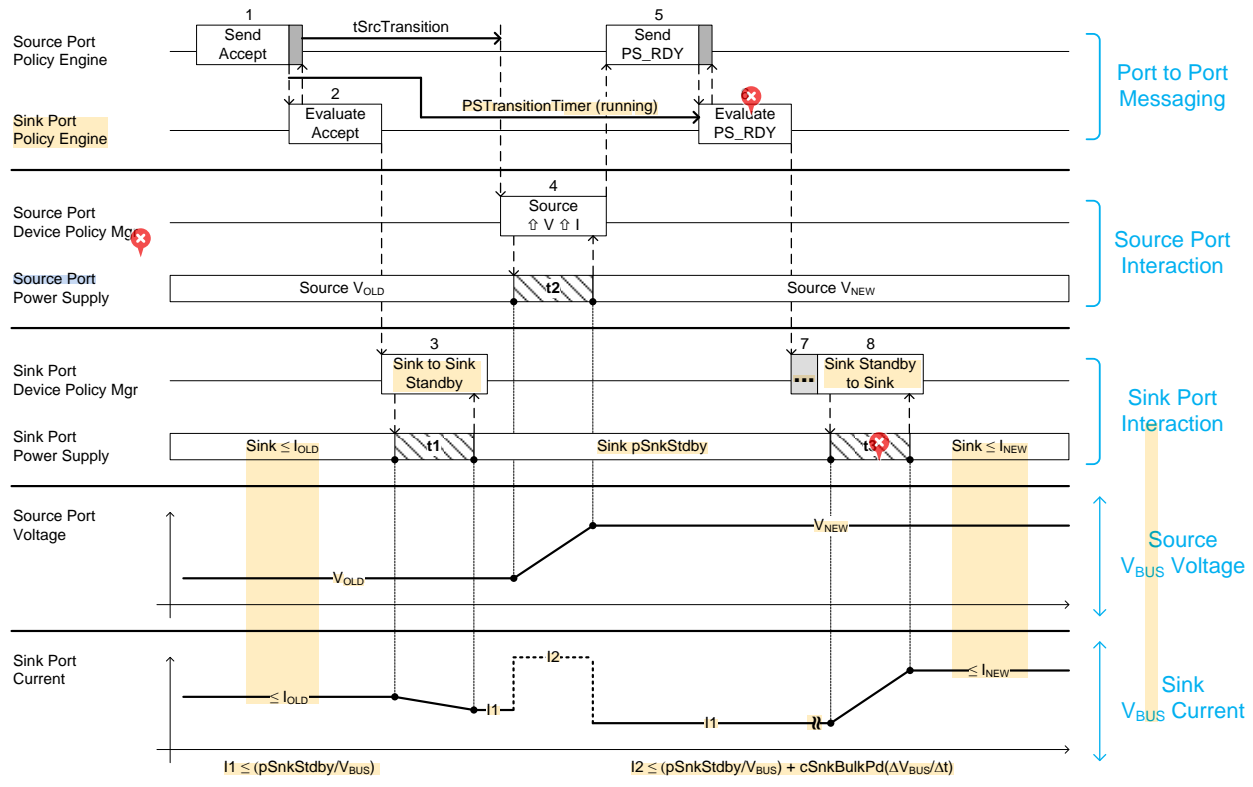 1
5
tSrcTransition
Source Port
Policy Engine
Send
Accept
Send
PS_RDY
Port to Port
Messaging
2
PSTransitionTimer (running)
Sink Port
Policy Engine
Evaluate
Accept
Evaluate
PS_RDY
4
Source Port
Device Policy Mgr
Source
⇧ V ⇧ I
Source Port
Interaction
Source Port
Power Supply
Source VOLD
t2
Source VNEW
3
7
8
Sink Port
Device Policy Mgr
Sink to Sink
Standby
...
Sink Standby
to Sink
Sink Port
Interaction
Sink Port
Power Supply
Sink ≤ IOLD
t1
Sink pSnkStdby
Sink ≤ INEW
Source Port
Voltage
VOLD
VNEW
Source
VBUS Voltage
Sink Port
Current
≤ IOLD
I1
I2
I1
≤ INEW
Sink
VBUS Current
I1 ≤ (pSnkStdby/VBUS)
I2 ≤ (pSnkStdby/VBUS) + cSnkBulkPd(ΔVBUS/Δt)